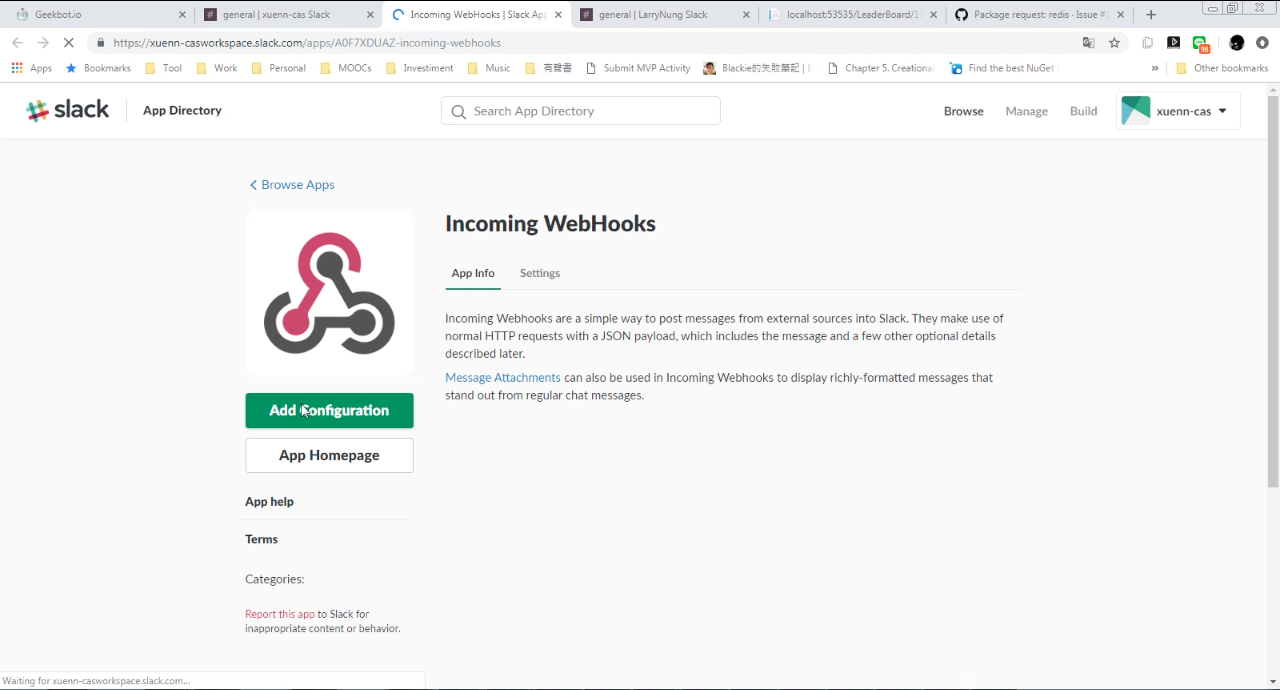 Geekbot.io
general | xuenn-cas Slack
Incoming WebHooks | Slack App
general | LarryNung Slack
localhost:53535/LeaderBoard/1
Package request: redis · Issue #
https://xuenn-casworkspace.slack.com/apps/A0F7XDUAZ-incoming-webhooks
98
Apps
Bookmarks
Tool
Work
Personal
MOOCs
Investiment
Music
有聲書
Submit MVP Activity
Blackie的失敗筆記 |
Chapter 5. Creational
Find the best NuGet
»
Other bookmarks
slack
App Directory
Search App Directory
Browse
Manage
Build
xuenn-cas
Browse Apps
Incoming WebHooks
App Info
Settings
Incoming Webhooks are a simple way to post messages from external sources into Slack. They make use of
normal HTTP requests with a JSON payload, which includes the message and a few other optional details
described later.
Message Attachments can also be used in Incoming Webhooks to display richly-formatted messages that
stand out from regular chat messages.
Add Configuration
App Homepage
App help
Terms
Categories:
Report this app to Slack for
inappropriate content or behavior.
Waiting for xuenn-casworkspace.slack.com...